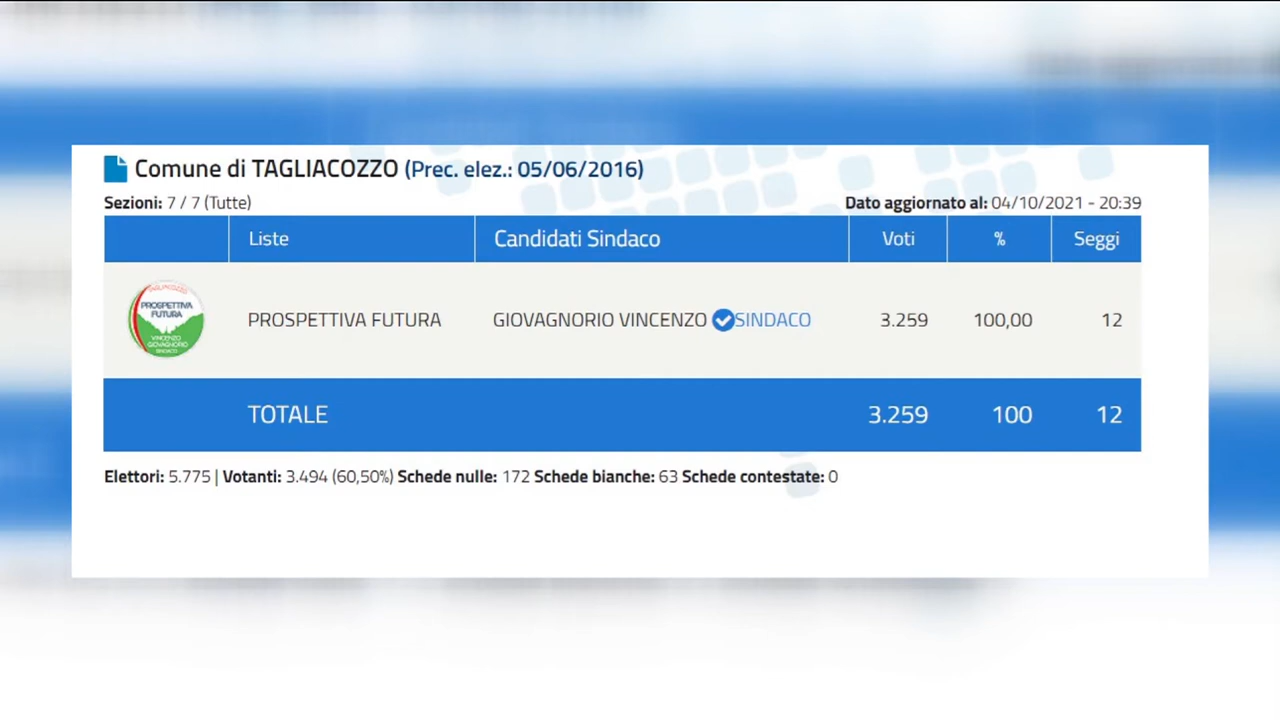 Comune di TAGLIACOZZO (Prec. elez.: 05/06/2016)
Sezioni: 7 / 7 (Tutte) Dato aggiornato al: 04/10/2021 - 20:39
Liste Candidati Sindaco Voti % Seggi
TAGLIACOZZO
PROSPETTIVA
FUTURA
VINCENZO
GIOVAGNORIO
SINDACO
PROSPETTIVA FUTURA GIOVAGNORIO VINCENZO SINDACO 3.259 100,00 12
TOTALE 3.259 100 12
Elettori: 5.775 | Votanti: 3.494 (60,50%) Schede nulle: 172 Schede bianche: 63 Schede contestate: 0